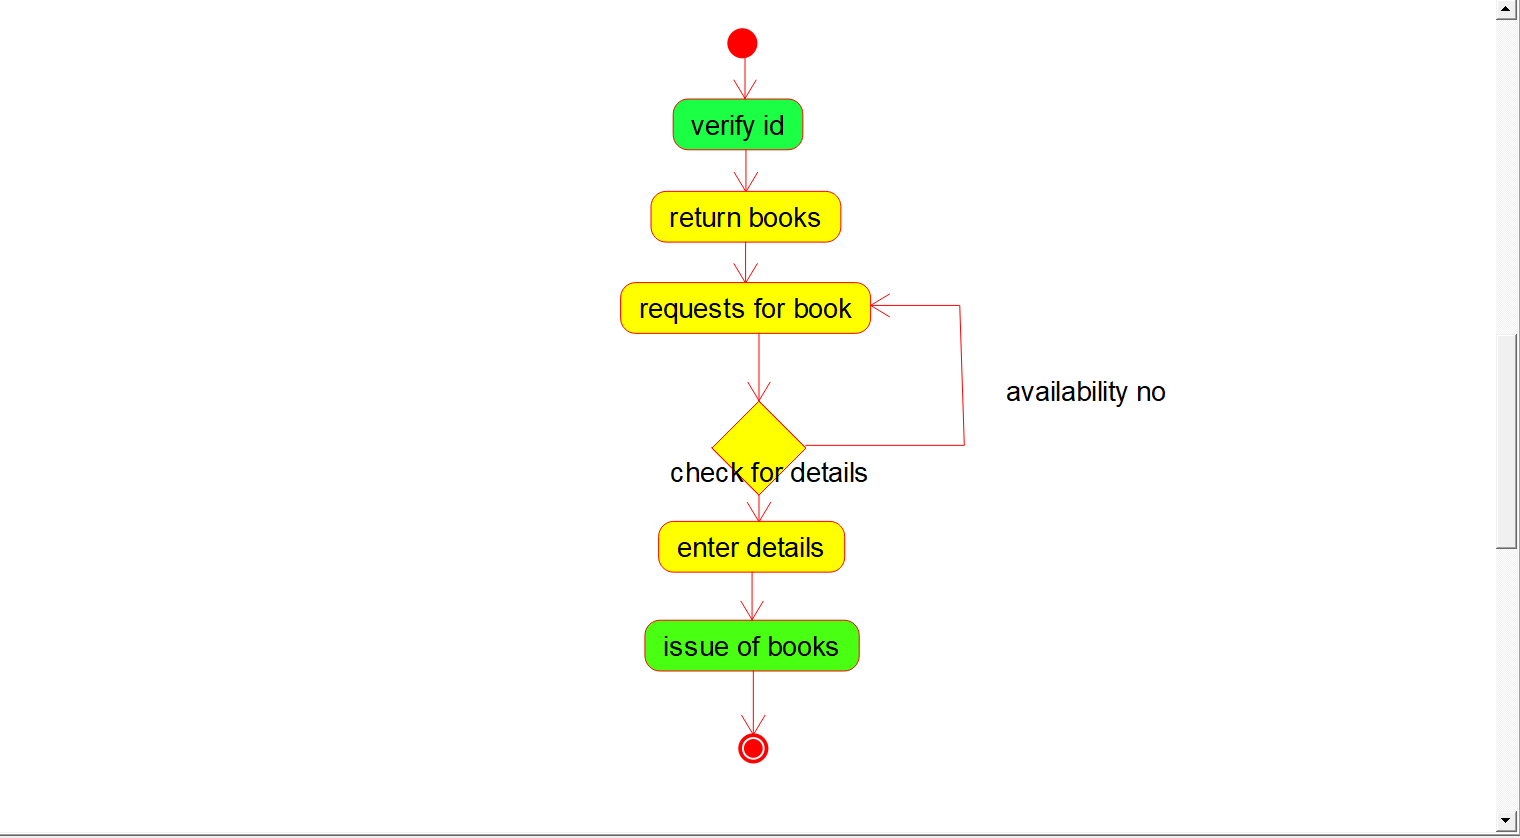 verify id
return books
requests for book
availability no
check for details
enter details
issue of books